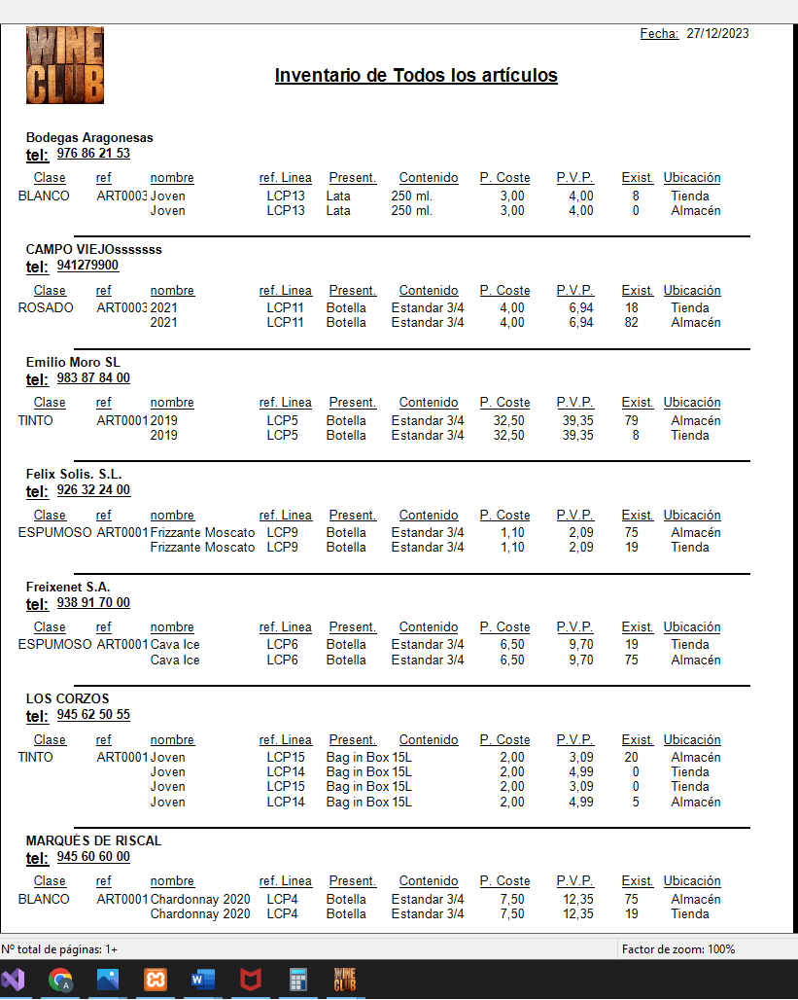 WINE
CLUB
Fecha: 27/12/2023
Inventario de Todos los artículos
Bodegas Aragonesas
tel: 976 86 21 53
Clase ref nombre ref. Linea Present. Contenido P. Coste P.V.P. Exist. Ubicación
BLANCO ART0003 Joven LCP13 Lata 250 ml. 3,00 4,00 8 Tienda
Joven LCP13 Lata 250 ml. 3,00 4,00 0 Almacén
CAMPO VIEJOsssssss
tel: 941279900
Clase ref nombre ref. Linea Present. Contenido P. Coste P.V.P. Exist. Ubicación
ROSADO ART0003 2021 LCP11 Botella Estandar 3/4 4,00 6,94 18 Tienda
2021 LCP11 Botella Estandar 3/4 4,00 6,94 82 Almacén
Emilio Moro SL
tel: 983 87 84 00
Clase ref nombre ref. Linea Present. Contenido P. Coste P.V.P. Exist. Ubicación
TINTO ART0001 2019 LCP5 Botella Estandar 3/4 32,50 39,35 79 Almacén
2019 LCP5 Botella Estandar 3/4 32,50 39,35 8 Tienda
Felix Solis. S.L.
tel: 926 32 24 00
Clase ref nombre ref. Linea Present. Contenido P. Coste P.V.P. Exist. Ubicación
ESPUMOSO ART0001 Frizzante Moscato LCP9 Botella Estandar 3/4 1,10 2,09 75 Almacén
Frizzante Moscato LCP9 Botella Estandar 3/4 1,10 2,09 19 Tienda
Freixenet S.A.
tel: 938 91 70 00
Clase ref nombre ref. Linea Present. Contenido P. Coste P.V.P. Exist. Ubicación
ESPUMOSO ART0001 Cava Ice LCP6 Botella Estandar 3/4 6,50 9,70 19 Tienda
Cava Ice LCP6 Botella Estandar 3/4 6,50 9,70 75 Almacén
LOS CORZOS
tel: 945 62 50 55
Clase ref nombre ref. Linea Present. Contenido P. Coste P.V.P. Exist. Ubicación
TINTO ART0001 Joven LCP15 Bag in Box 15L 2,00 3,09 20 Almacén
Joven LCP14 Bag in Box 15L 2,00 4,99 0 Tienda
Joven LCP15 Bag in Box 15L 2,00 3,09 0 Tienda
Joven LCP14 Bag in Box 15L 2,00 4,99 5 Almacén
MARQUÉS DE RISCAL
tel: 945 60 60 00
Clase ref nombre ref. Linea Present. Contenido P. Coste P.V.P. Exist. Ubicación
BLANCO ART0001 Chardonnay 2020 LCP4 Botella Estandar 3/4 7,50 12,35 75 Almacén
Chardonnay 2020 LCP4 Botella Estandar 3/4 7,50 12,35 19 Tienda
Nº total de páginas: 1+ Factor de zoom: 100%
A W WINE
CLUB